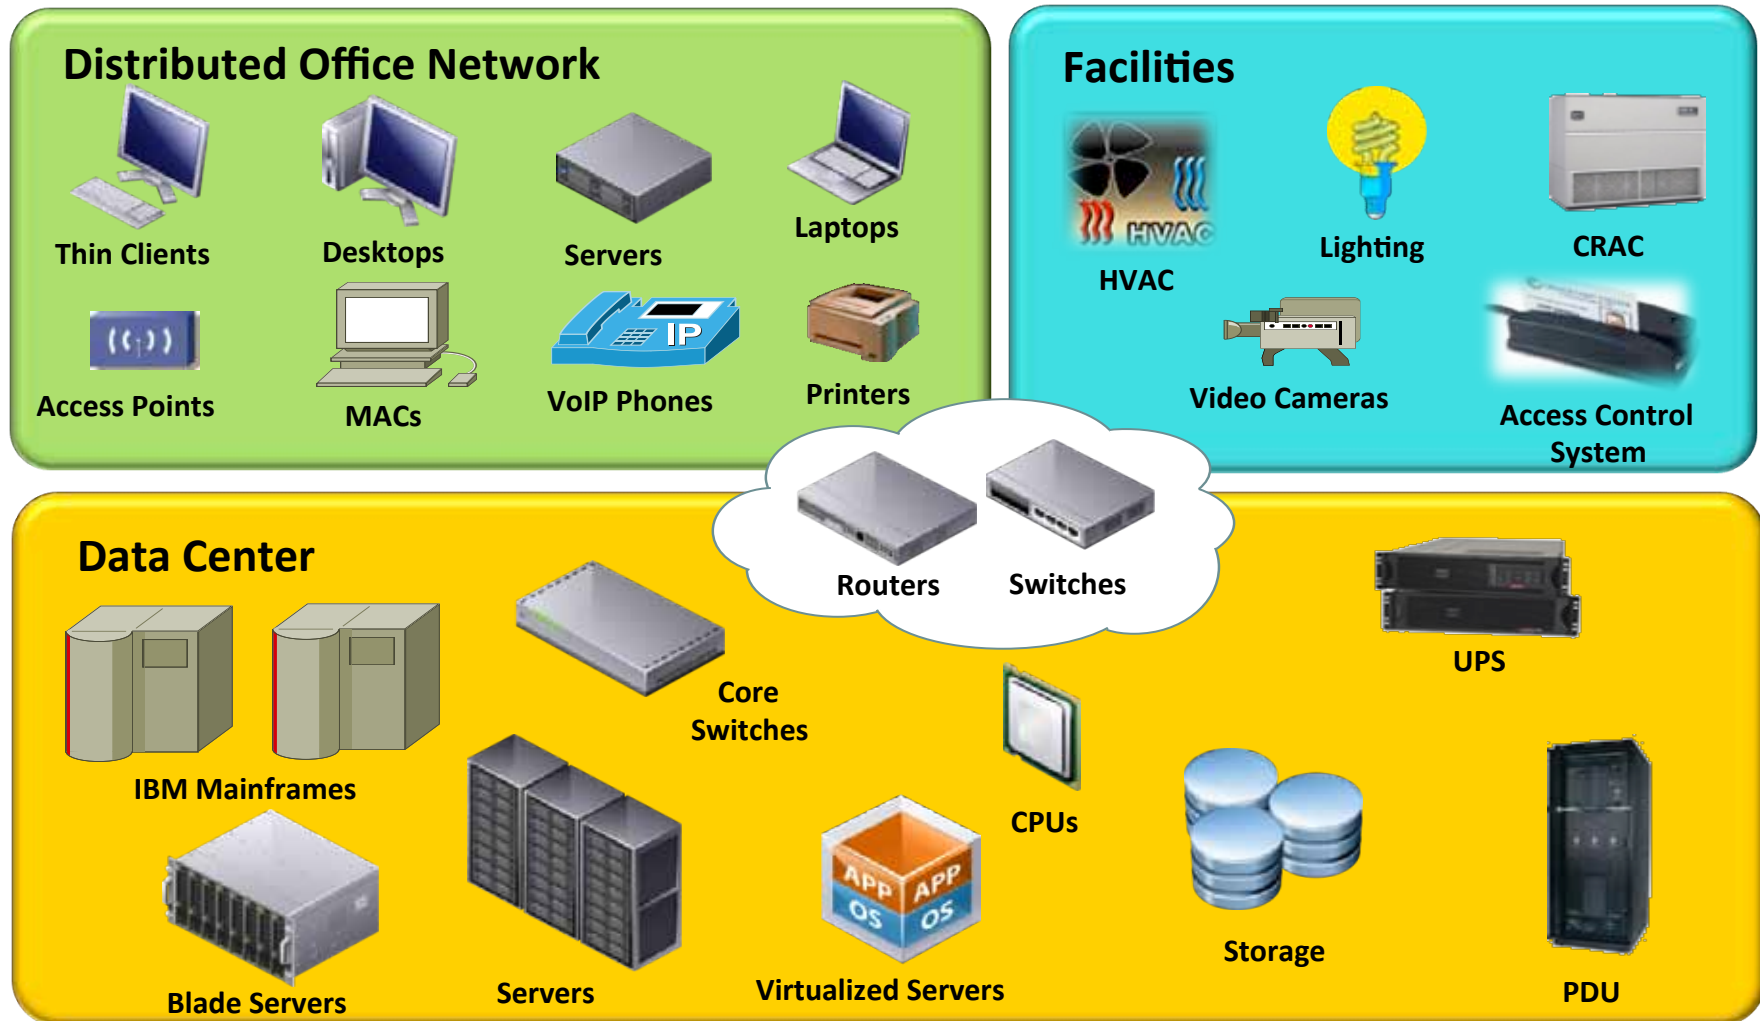 Distributed Office Network
Thin Clients
Desktops
Servers
Laptops
Access Points
MACs
IP
VoIP Phones
Printers
Facilities
HVAC
HVAC
Lighting
CRAC
Video Cameras
Access Control
System
Routers
Switches
Data Center
IBM Mainframes
Core
Switches
UPS
CPUs
Blade Servers
Servers
APP APP
OS OS
Virtualized Servers
Storage
PDU